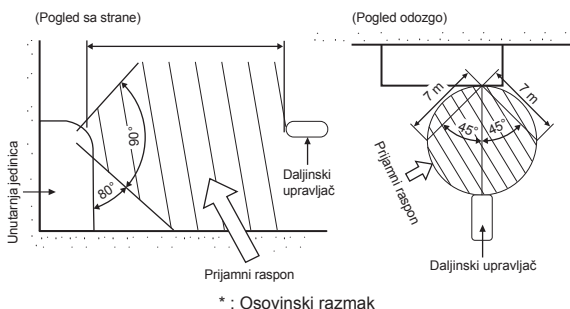 (Pogled sa strane)
(Pogled odozgo)
Unutarnja jedinica
90°
80°
Daljinski
upravljač
Prijamni raspon
7 m
7 m
45°
45°
Prijamni raspon
Daljinski upravljač
* : Osovinski razmak